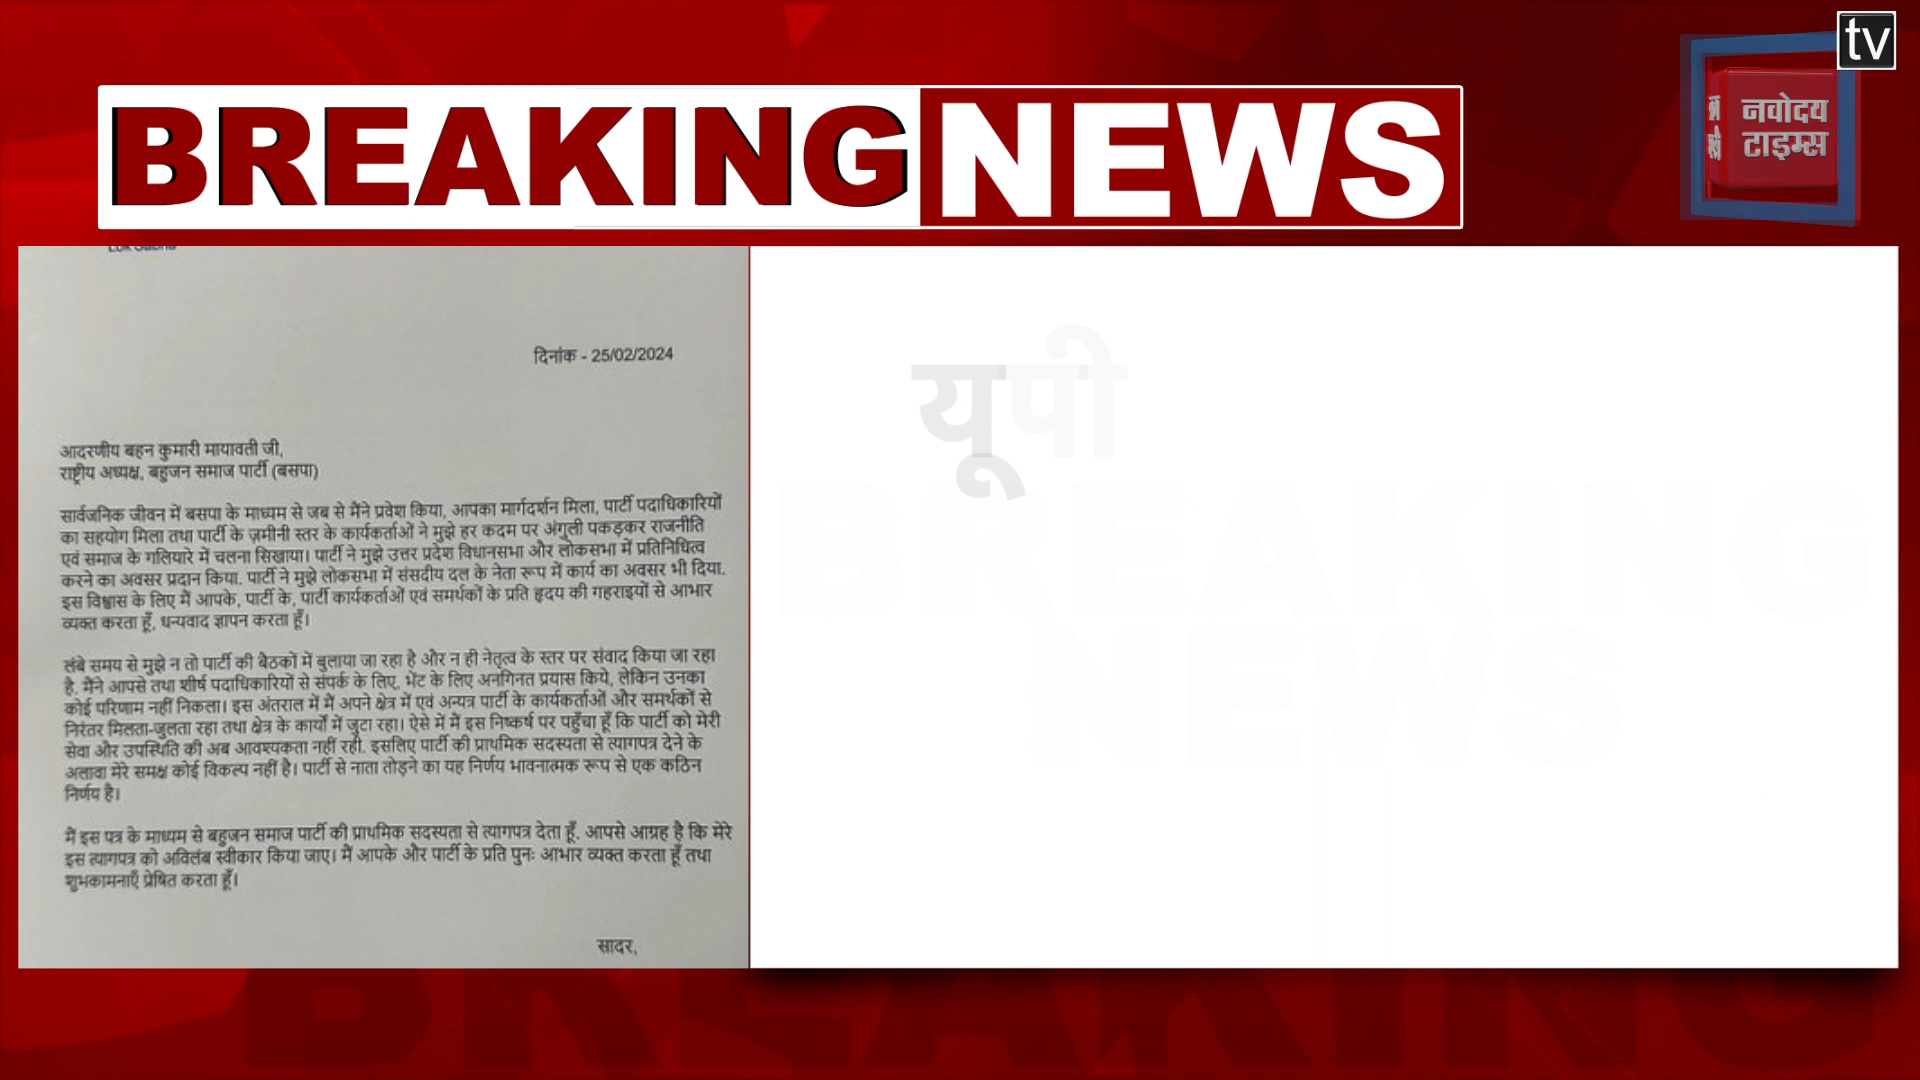 tv
BREAKING NEWS
नवोदय
टाइम्स
Lok Sabha
दिनांक - 25/02/2024
आदरणीय बहन कुमारी मायावती जी,
राष्ट्रीय अध्यक्ष, बहुजन समाज पार्टी (बसपा)
सार्वजनिक जीवन में बसपा के माध्यम से जब से मैंने प्रवेश किया, आपका मार्गदर्शन मिला, पार्टी पदाधिकारियों
का सहयोग मिला तथा पार्टी के ज़मीनी स्तर के कार्यकर्ताओं ने मुझे हर कदम पर अंगुली पकड़कर राजनीति
एवं समाज के गलियारे में चलना सिखाया। पार्टी ने मुझे उत्तर प्रदेश विधानसभा और लोकसभा में प्रतिनिधित्व
करने का अवसर प्रदान किया. पार्टी ने मुझे लोकसभा में संसदीय दल के नेता रूप में कार्य का अवसर भी दिया.
इस विश्वास के लिए मैं आपके, पार्टी के, पार्टी कार्यकर्ताओं एवं समर्थकों के प्रति हृदय की गहराइयों से आभार
व्यक्त करता हूँ, धन्यवाद ज्ञापन करता हूँ।
लंबे समय से मुझे न तो पार्टी की बैठकों में बुलाया जा रहा है और न ही नेतृत्व के स्तर पर संवाद किया जा रहा
है. मैंने आपसे तथा शीर्ष पदाधिकारियों से संपर्क के लिए, भेंट के लिए अनगिनत प्रयास किये, लेकिन उनका
कोई परिणाम नहीं निकला। इस अंतराल में मैं अपने क्षेत्र में एवं अन्यत्र पार्टी के कार्यकर्ताओं और समर्थकों से
निरंतर मिलता-जुलता रहा तथा क्षेत्र के कार्यों में जुटा रहा। ऐसे में मैं इस निष्कर्ष पर पहुँचा हूँ कि पार्टी को मेरी
सेवा और उपस्थिति की अब आवश्यकता नहीं रही. इसलिए पार्टी की प्राथमिक सदस्यता से त्यागपत्र देने के
अलावा मेरे समक्ष कोई विकल्प नहीं है। पार्टी से नाता तोड़ने का यह निर्णय भावनात्मक रूप से एक कठिन
निर्णय है।
मैं इस पत्र के माध्यम से बहुजन समाज पार्टी की प्राथमिक सदस्यता से त्यागपत्र देता हूँ. आपसे आग्रह है कि मेरे
इस त्यागपत्र को अविलंब स्वीकार किया जाए। मैं आपके और पार्टी के प्रति पुनः आभार व्यक्त करता हूँ तथा
शुभकामनाएँ प्रेषित करता हूँ।
सादर,
यूपी
BREAKING
NEWS
BREAKING